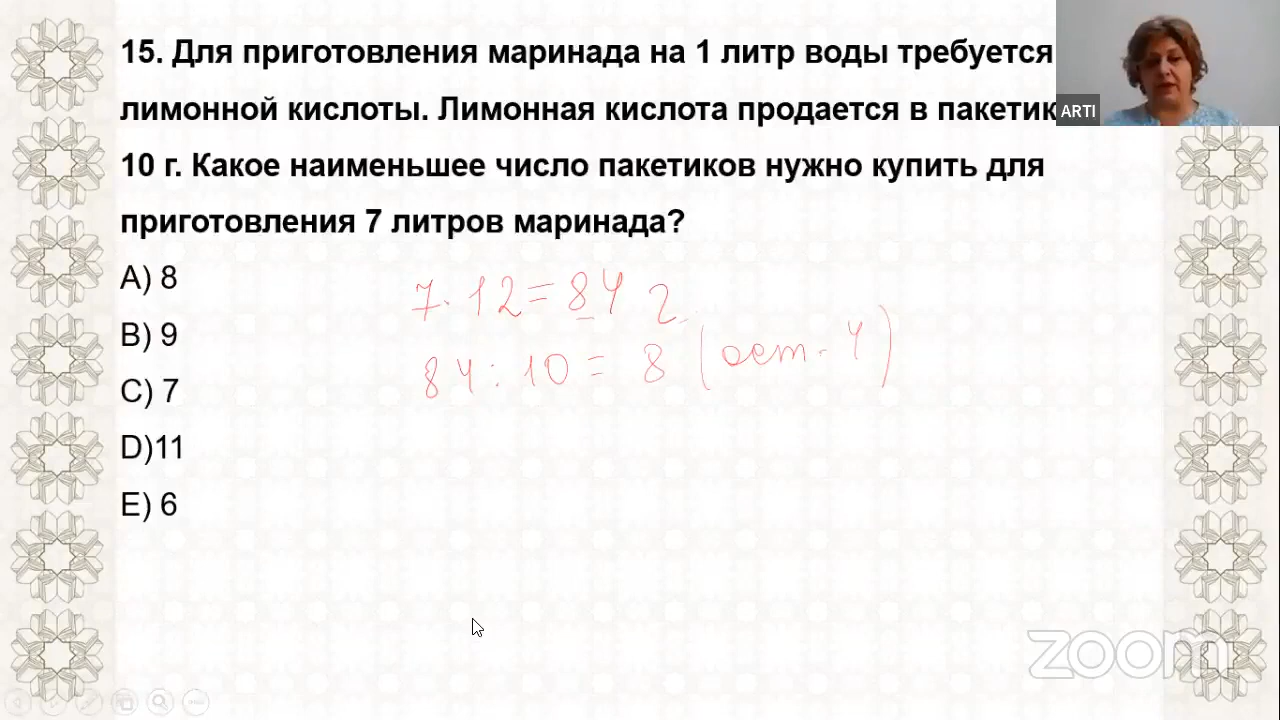 15. Для приготовления маринада на 1 литр воды требуется
лимонной кислоты. Лимонная кислота продается в пакетик
10 г. Какое наименьшее число пакетиков нужно купить для
приготовления 7 литров маринада?
A) 8
B) 9
C) 7
D)11
E) 6
7·12=84 г.
84:10=8 (ост. 4)
ARTI
zoom